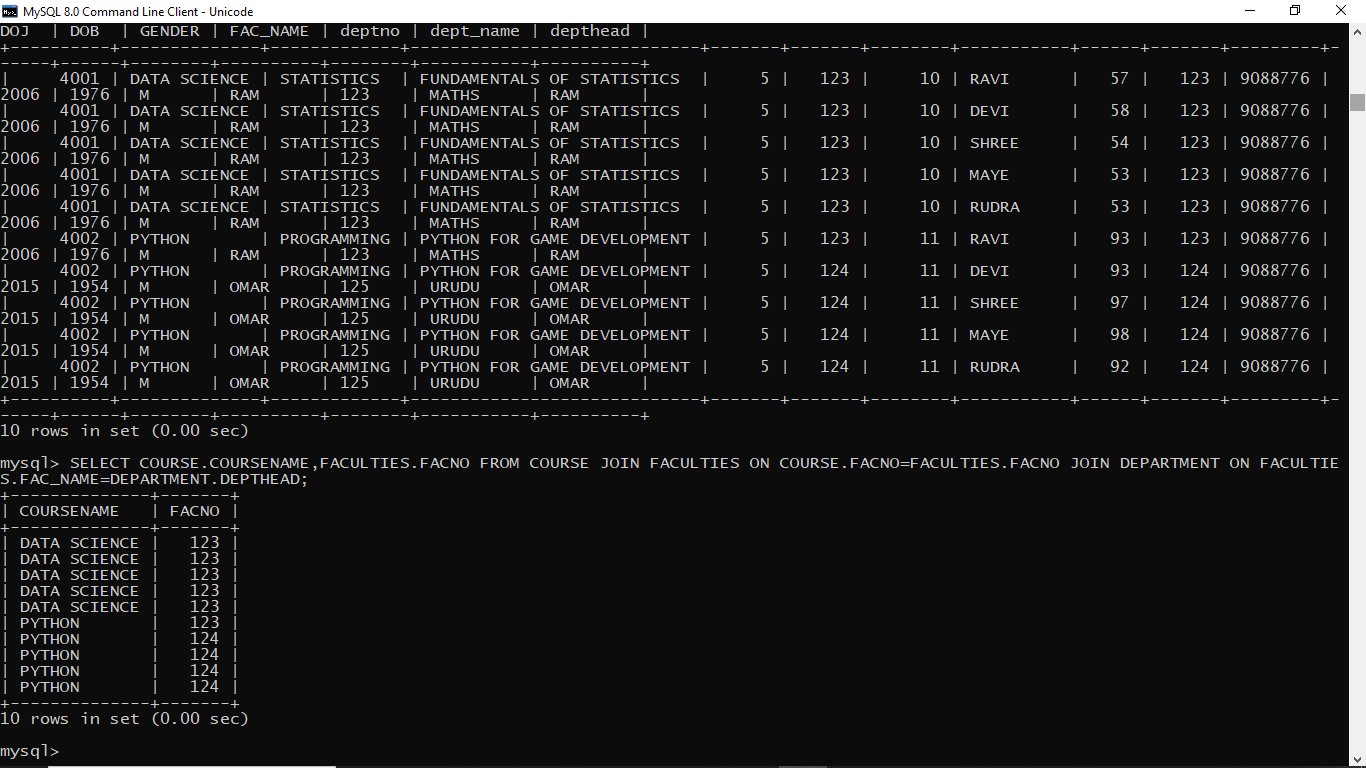 MySQL 8.0 Command Line Client - Unicode
DOJ  | DOB  | GENDER | FAC_NAME | deptno | dept_name | depthead |
+----------+--------------+-------------+-----------------------------+-------+-------+--------+-----------+------+-------+---------+-
-----+------+--------+----------+--------+-----------+----------+
|     4001 | DATA SCIENCE | STATISTICS  | FUNDAMENTALS OF STATISTICS  |     5 |   123 |     10 | RAVI      |   57 |   123 | 9088776 |
2006 | 1976 | M      | RAM      | 123    | MATHS     | RAM      |
|     4001 | DATA SCIENCE | STATISTICS  | FUNDAMENTALS OF STATISTICS  |     5 |   123 |     10 | DEVI      |   58 |   123 | 9088776 |
2006 | 1976 | M      | RAM      | 123    | MATHS     | RAM      |
|     4001 | DATA SCIENCE | STATISTICS  | FUNDAMENTALS OF STATISTICS  |     5 |   123 |     10 | SHREE     |   54 |   123 | 9088776 |
2006 | 1976 | M      | RAM      | 123    | MATHS     | RAM      |
|     4001 | DATA SCIENCE | STATISTICS  | FUNDAMENTALS OF STATISTICS  |     5 |   123 |     10 | MAYE      |   53 |   123 | 9088776 |
2006 | 1976 | M      | RAM      | 123    | MATHS     | RAM      |
|     4001 | DATA SCIENCE | STATISTICS  | FUNDAMENTALS OF STATISTICS  |     5 |   123 |     10 | RUDRA     |   53 |   123 | 9088776 |
2006 | 1976 | M      | RAM      | 123    | MATHS     | RAM      |
|     4002 | PYTHON       | PROGRAMMING | PYTHON FOR GAME DEVELOPMENT |     5 |   123 |     11 | RAVI      |   93 |   123 | 9088776 |
2006 | 1976 | M      | RAM      | 123    | MATHS     | RAM      |
|     4002 | PYTHON       | PROGRAMMING | PYTHON FOR GAME DEVELOPMENT |     5 |   124 |     11 | DEVI      |   93 |   124 | 9088776 |
2015 | 1954 | M      | OMAR     | 125    | URUDU     | OMAR     |
|     4002 | PYTHON       | PROGRAMMING | PYTHON FOR GAME DEVELOPMENT |     5 |   124 |     11 | SHREE     |   97 |   124 | 9088776 |
2015 | 1954 | M      | OMAR     | 125    | URUDU     | OMAR     |
|     4002 | PYTHON       | PROGRAMMING | PYTHON FOR GAME DEVELOPMENT |     5 |   124 |     11 | MAYE      |   98 |   124 | 9088776 |
2015 | 1954 | M      | OMAR     | 125    | URUDU     | OMAR     |
|     4002 | PYTHON       | PROGRAMMING | PYTHON FOR GAME DEVELOPMENT |     5 |   124 |     11 | RUDRA     |   92 |   124 | 9088776 |
2015 | 1954 | M      | OMAR     | 125    | URUDU     | OMAR     |
+----------+--------------+-------------+-----------------------------+-------+-------+--------+-----------+------+-------+---------+-
-----+------+--------+----------+--------+-----------+----------+
10 rows in set (0.00 sec)
mysql> SELECT COURSE.COURSENAME,FACULTIES.FACNO FROM COURSE JOIN FACULTIES ON COURSE.FACNO=FACULTIES.FACNO JOIN DEPARTMENT ON FACULTIE
S.FAC_NAME=DEPARTMENT.DEPTHEAD;
+--------------+-------+
| COURSENAME   | FACNO |
+--------------+-------+
| DATA SCIENCE |   123 |
| DATA SCIENCE |   123 |
| DATA SCIENCE |   123 |
| DATA SCIENCE |   123 |
| DATA SCIENCE |   123 |
| PYTHON       |   123 |
| PYTHON       |   124 |
| PYTHON       |   124 |
| PYTHON       |   124 |
| PYTHON       |   124 |
+--------------+-------+
10 rows in set (0.00 sec)
mysql>